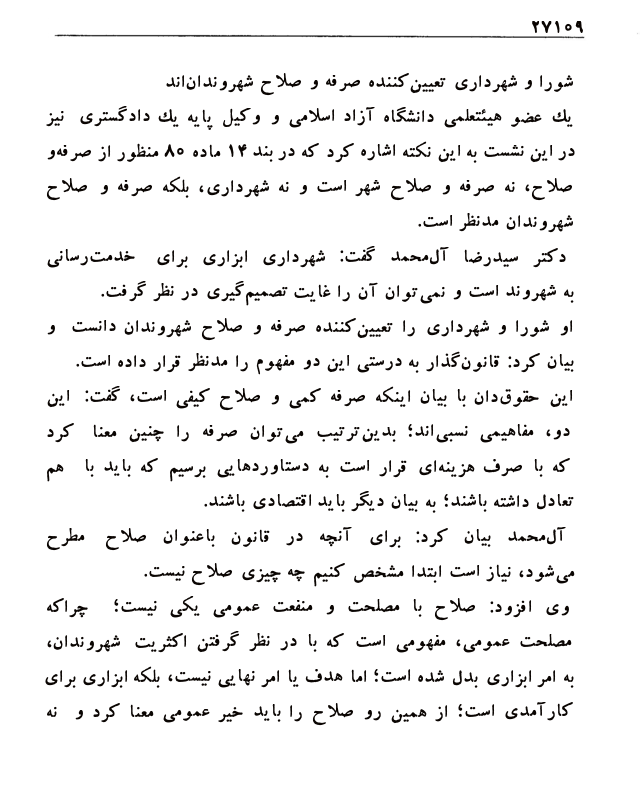 ۲۷۱۰۹
شورا و شهرداری تعیین‌کننده صرفه و صلاح شهروندان‌اند
یك عضو هیئتعلمی دانشگاه آزاد اسلامی و وکیل پایه یك دادگستری نیز
در این نشست به این نکته اشاره کرد که در بند ۱۴ ماده ۸۵ منظور از صرفه‌و
صلاح، نه صرفه و صلاح شهر است و نه شهرداری، بلکه صرفه و صلاح
شهروندان مدنظر است.
دکتر سیدرضا آل‌محمد گفت: شهرداری ابزاری برای خدمت‌رسانی
به شهروند است و نمی‌توان آن را غایت تصمیم‌گیری در نظر گرفت.
او شورا و شهرداری را تعیین‌کننده صرفه و صلاح شهروندان دانست و
بیان کرد: قانون‌گذار به درستی این دو مفهوم را مدنظر قرار داده است.
این حقوق‌دان با بیان اینکه صرفه کمی و صلاح کیفی است، گفت: این
دو، مفاهیمی نسبی‌اند؛ بدین‌ترتیب می‌توان صرفه را چنین معنا کرد
که با صرف هزینه‌ای قرار است به دستاوردهایی برسیم که باید با هم
تعادل داشته باشند؛ به بیان دیگر باید اقتصادی باشند.
آل‌محمد بیان کرد: برای آنچه در قانون باعنوان صلاح مطرح
می‌شود، نیاز است ابتدا مشخص کنیم چه چیزی صلاح نیست.
وی افزود: صلاح با مصلحت و منفعت عمومی یکی نیست؛ چراکه
مصلحت عمومی، مفهومی است که با در نظر گرفتن اکثریت شهروندان،
به امر ابزاری بدل شده است؛ اما هدف یا امر نهایی نیست، بلکه ابزاری برای
کارآمدی است؛ از همین رو صلاح را باید خیر عمومی معنا کرد و نه